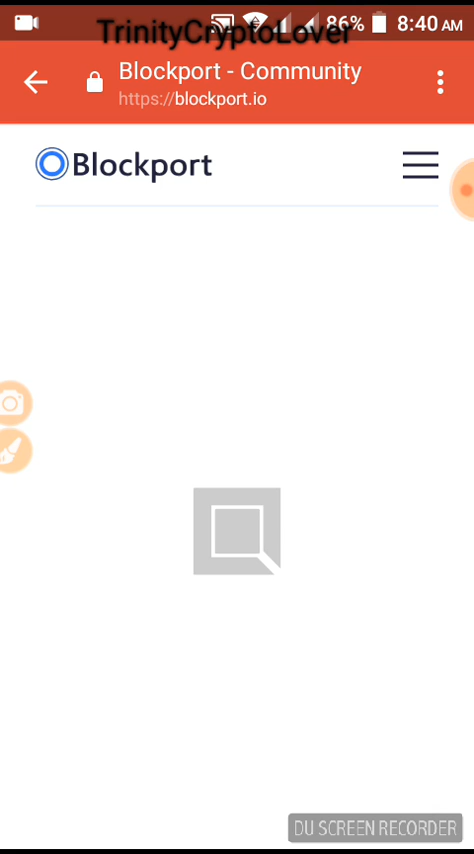 TrinityCryptoLover
86% 8:40 AM
Blockport - Community
https://blockport.io
Blockport
DU SCREEN RECORDER